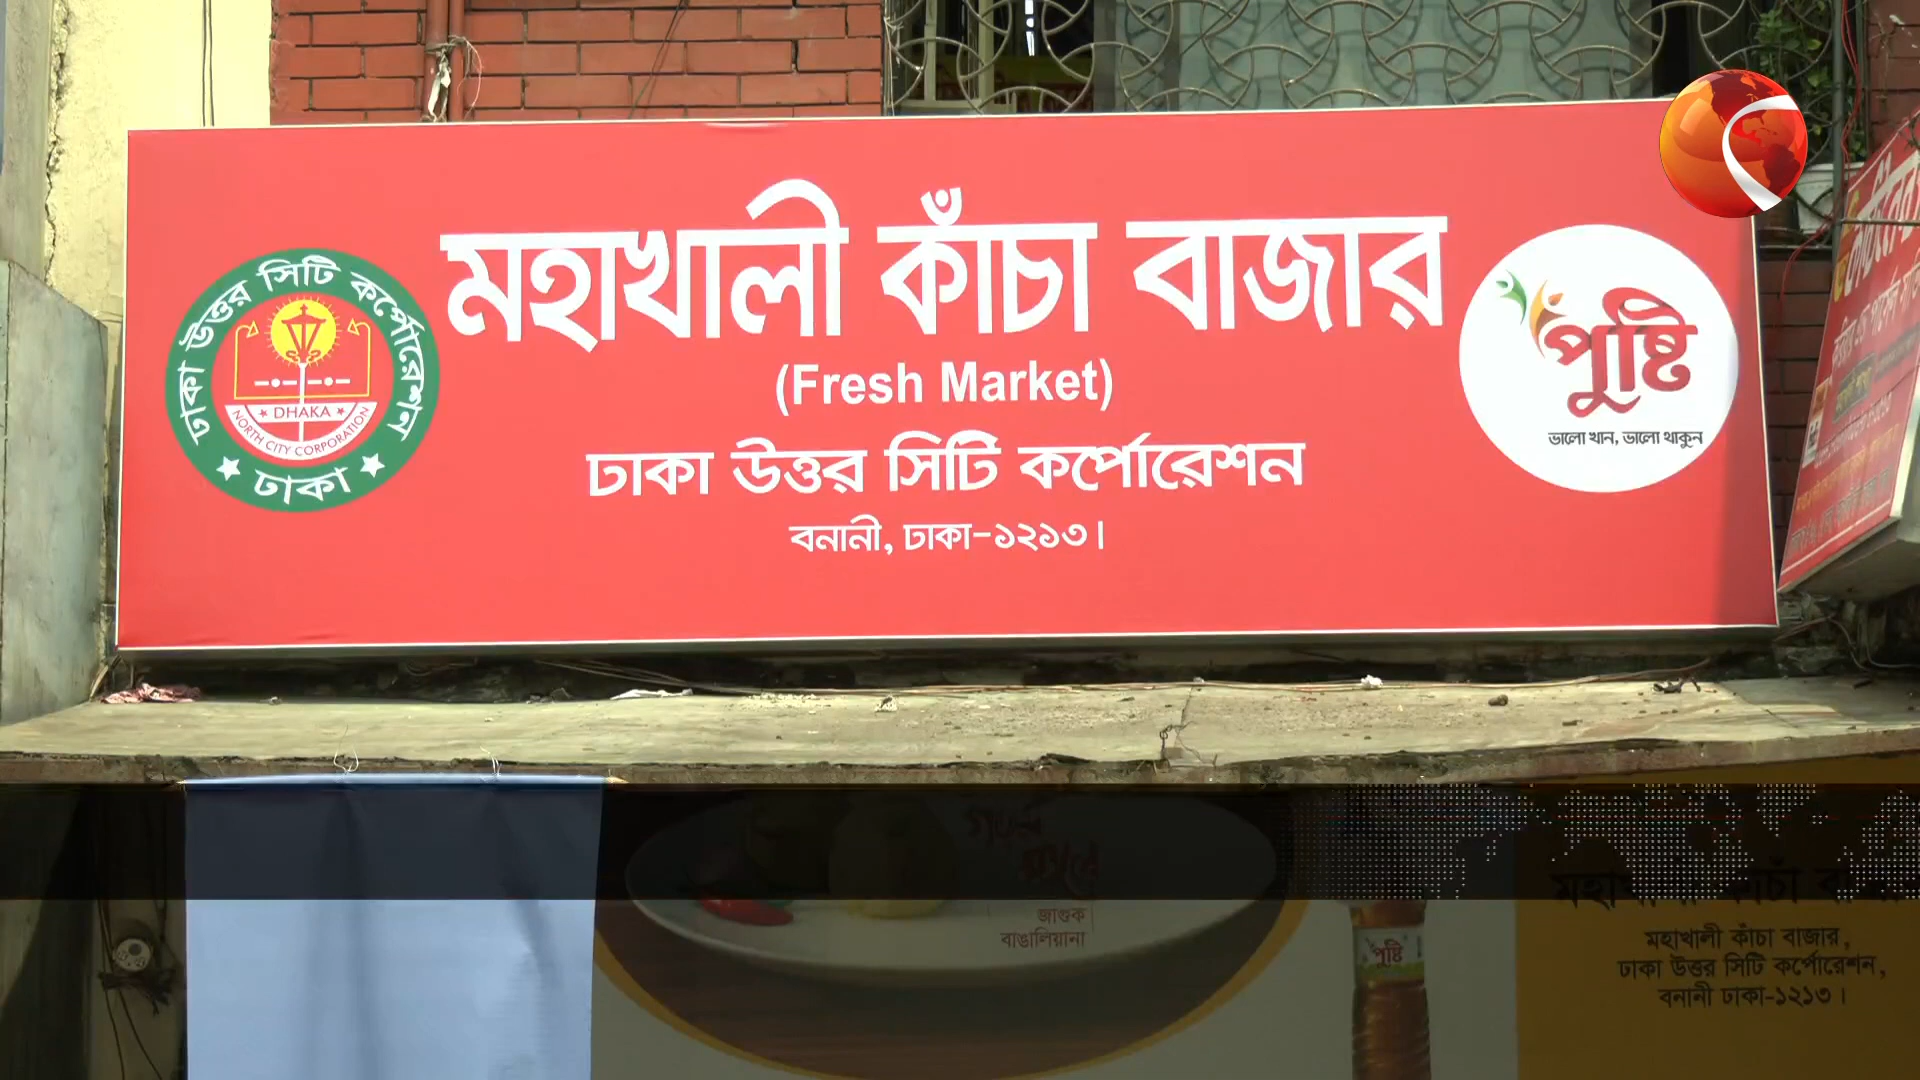 মহাখালী কাঁচা বাজার
(Fresh Market)
ঢাকা উত্তর সিটি কর্পোরেশন
বনানী, ঢাকা-১২১৩।
ঢাকা উত্তর সিটি কর্পোরেশন
DHAKA
NORTH CITY CORPORATION
ঢাকা
পুষ্টি
ভালো খান, ভালো থাকুন
জাগুক
বাঙালিয়ানা
পুষ্টি
মহাখালী কাঁচা বাজার,
ঢাকা উত্তর সিটি কর্পোরেশন,
বনানী ঢাকা-১২১৩।